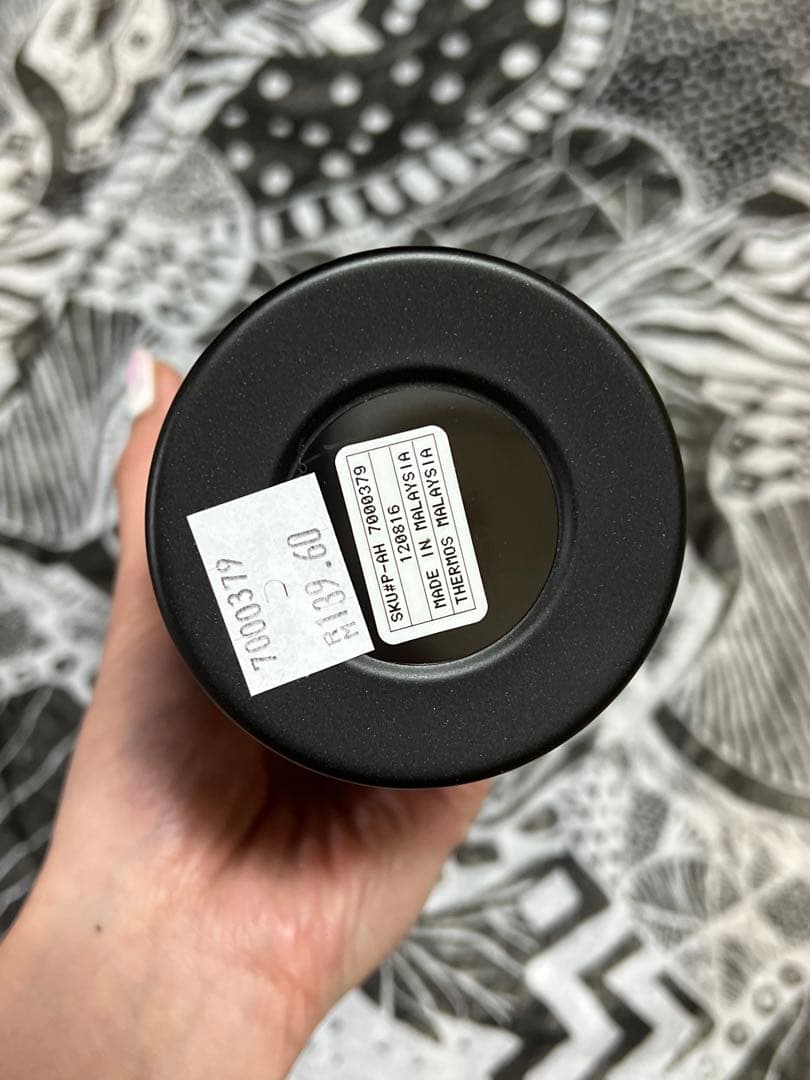 7000379
RM139.60
SKU#P-AH 7000379
120816
MADE IN MALAYSIA
THERMOS MALAYSIA